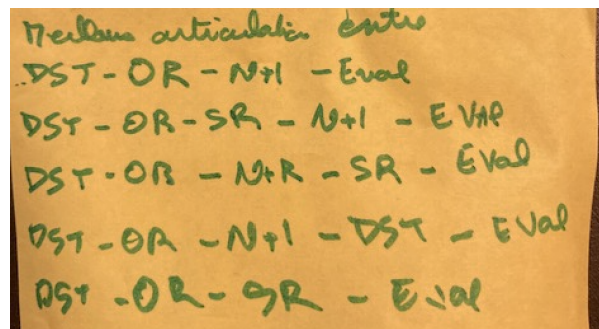 Meilleure articulation entre
DST - OR - N+1 - Eval
DST - OR - SR - N+1 - EVAL
DST - OR - N+R - SR - EVal
DST - OR - N+1 - DST - EVal
DST - OR - SR - Eval